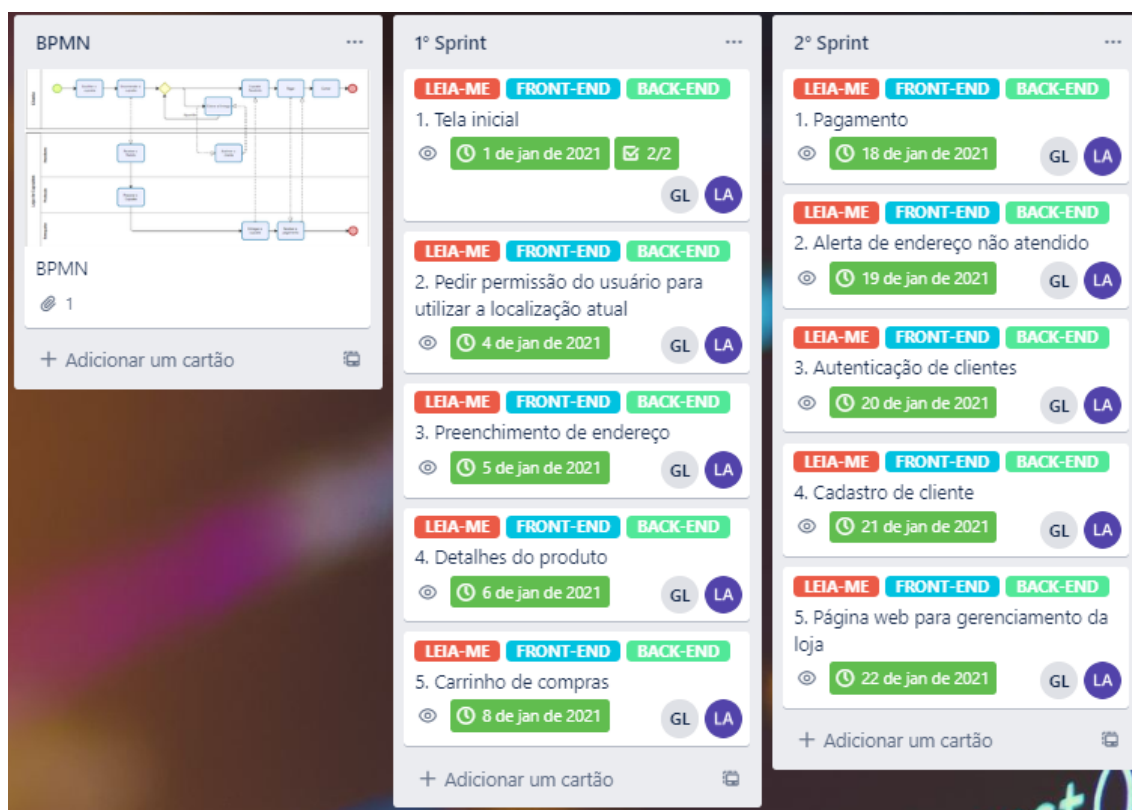 BPMN
BPMN
1
+ Adicionar um cartão
1° Sprint
LEIA-ME FRONT-END BACK-END
1. Tela inicial
1 de jan de 2021 2/2
GL LA
LEIA-ME FRONT-END BACK-END
2. Pedir permissão do usuário para
utilizar a localização atual
4 de jan de 2021 GL LA
LEIA-ME FRONT-END BACK-END
3. Preenchimento de endereço
5 de jan de 2021 GL LA
LEIA-ME FRONT-END BACK-END
4. Detalhes do produto
6 de jan de 2021 GL LA
LEIA-ME FRONT-END BACK-END
5. Carrinho de compras
8 de jan de 2021 GL LA
+ Adicionar um cartão
2° Sprint
LEIA-ME FRONT-END BACK-END
1. Pagamento
18 de jan de 2021 GL LA
LEIA-ME FRONT-END BACK-END
2. Alerta de endereço não atendido
19 de jan de 2021 GL LA
LEIA-ME FRONT-END BACK-END
3. Autenticação de clientes
20 de jan de 2021 GL LA
LEIA-ME FRONT-END BACK-END
4. Cadastro de cliente
21 de jan de 2021 GL LA
LEIA-ME FRONT-END BACK-END
5. Página web para gerenciamento da
loja
22 de jan de 2021 GL LA
+ Adicionar um cartão